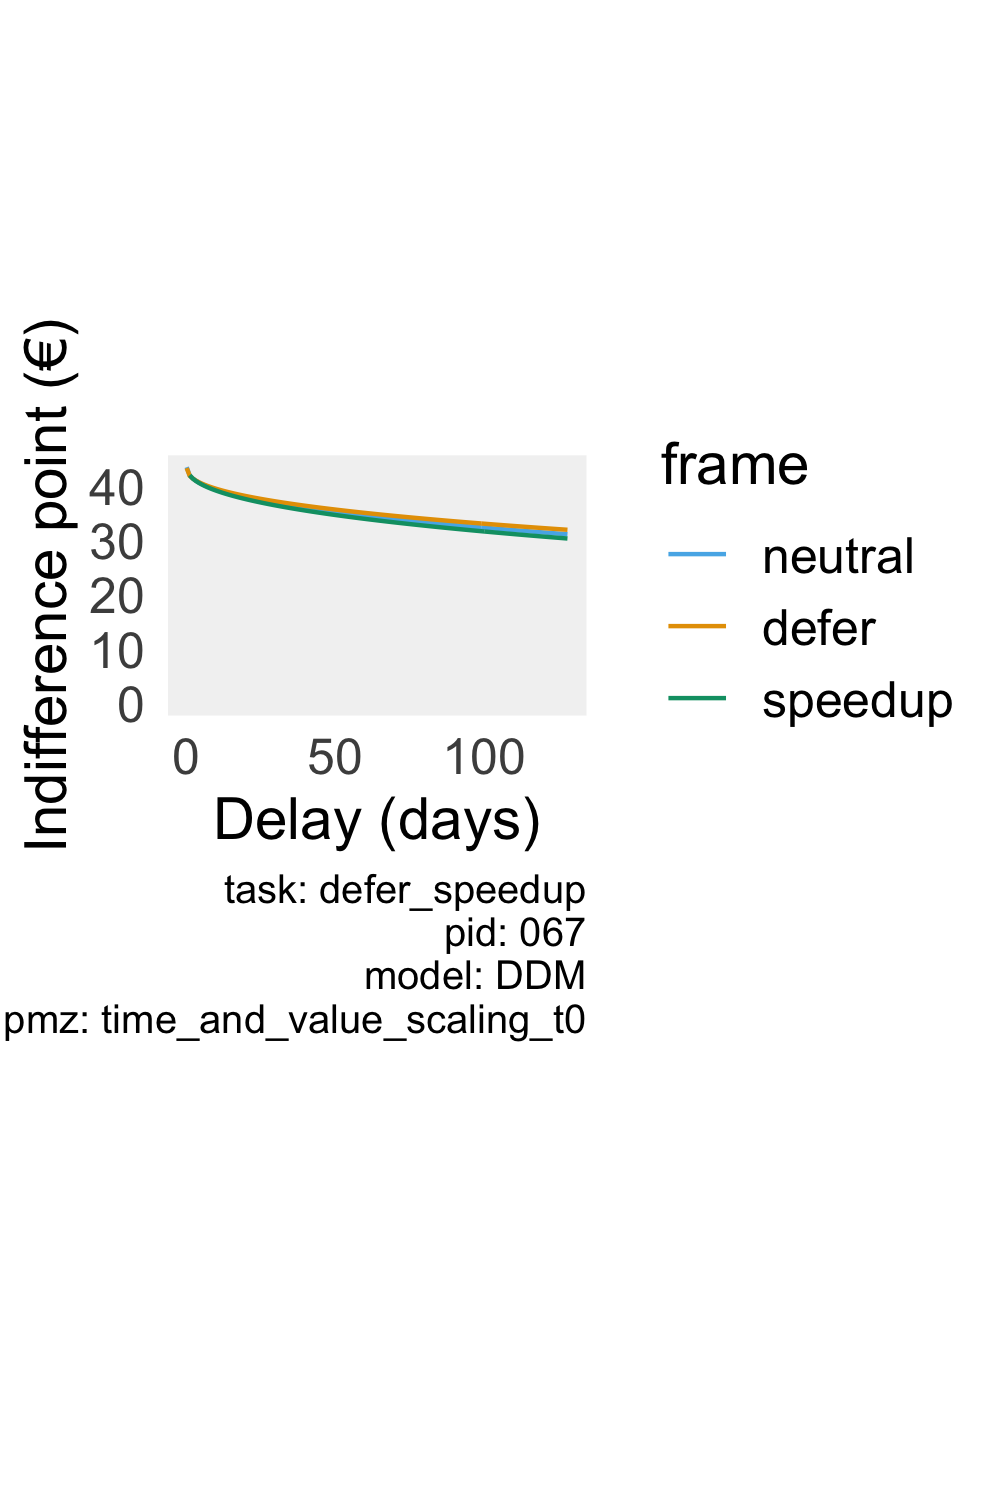 Indifference point (€)
40
30
20
10
0
0 50 100
Delay (days)
frame
neutral
defer
speedup
task: defer_speedup
pid: 067
model: DDM
pmz: time_and_value_scaling_t0